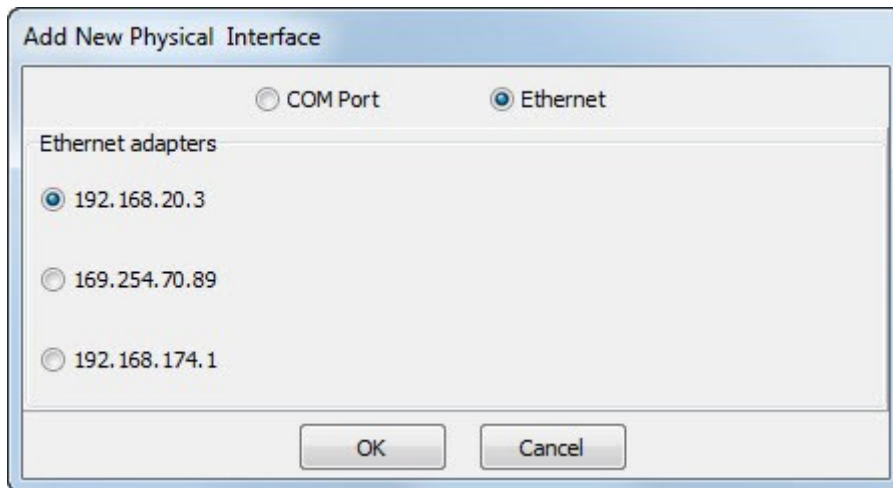 Add New Physical Interface
COM Port Ethernet
Ethernet adapters
192.168.20.3
169.254.70.89
192.168.174.1
OK Cancel